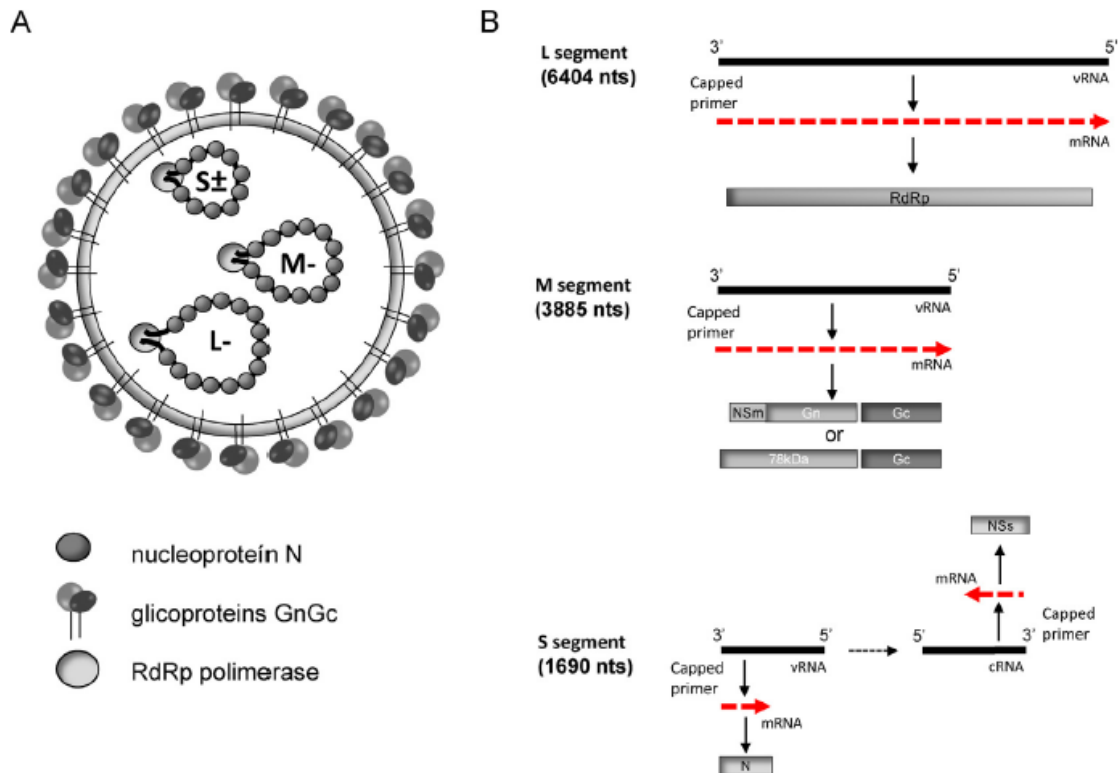 A
S±
M-
L-
nucleoproteín N
glicoproteins GnGc
RdRp polimerase
B
L segment
(6404 nts)
3’
5’
vRNA
Capped
primer
mRNA
RdRp
M segment
(3885 nts)
3’
5’
vRNA
Capped
primer
mRNA
NSm
Gn
Gc
or
78kDa
Gc
NSs
mRNA
Capped
primer
S segment
(1690 nts)
3’
5’
vRNA
5’
3’
cRNA
Capped
primer
mRNA
N